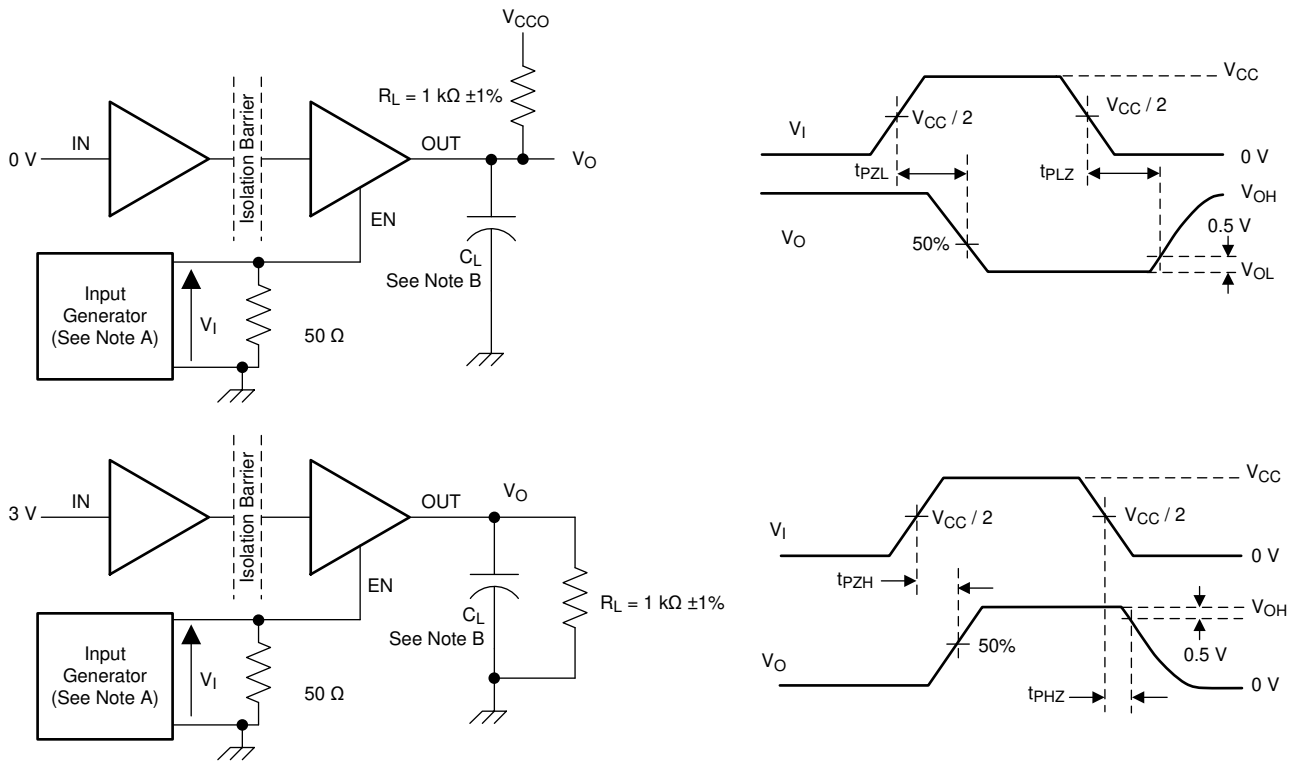 VCCO
RL = 1 kΩ ±1%
Isolation Barrier
0 V
IN
OUT
VO
EN
CL
See Note B
Input
Generator
(See Note A)
VI
50 Ω
VCC
VI
VCC / 2
VCC / 2
0 V
tPZL
tPLZ
VOH
0.5 V
VO
50%
VOL
Isolation Barrier
3 V
IN
OUT
VO
EN
CL
See Note B
RL = 1 kΩ ±1%
Input
Generator
(See Note A)
VI
50 Ω
VCC
VI
VCC / 2
VCC / 2
0 V
tPZH
VOH
0.5 V
VO
50%
0 V
tPHZ